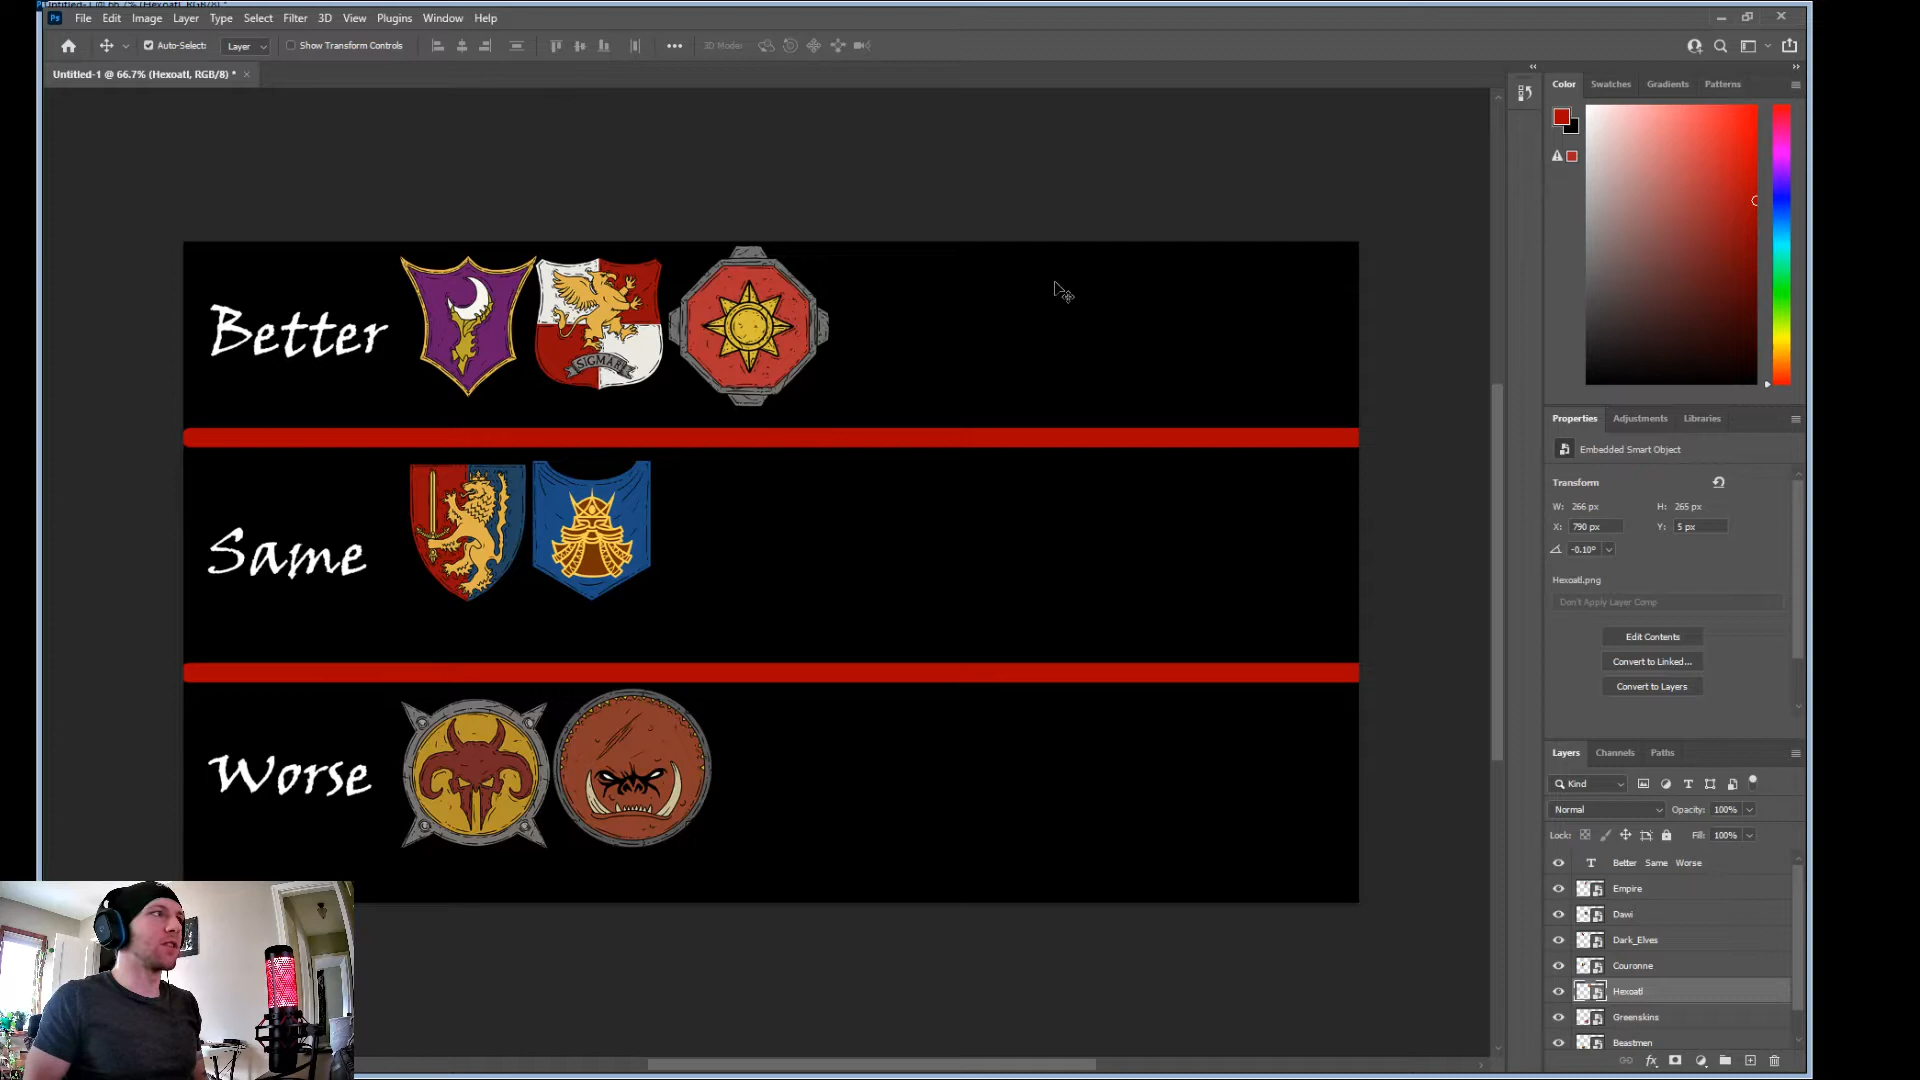 Ps File Edit Image Layer Type Select Filter 3D View Plugins Window Help
Auto-Select: Layer Show Transform Controls ••• 3D Mode:
Untitled-1 @ 66.7% (Hexoatl, RGB/8) * ×
Color Swatches Gradients Patterns
Better
SIGMAR
Same
Worse
Properties Adjustments Libraries
Embedded Smart Object
Transform
W: 266 px H: 265 px
X: 790 px Y: 5 px
-0.10°
Hexoatl.png
Don't Apply Layer Comp
Edit Contents
Convert to Linked...
Convert to Layers
Layers Channels Paths
Kind
Normal Opacity: 100%
Lock: Fill: 100%
Better Same Worse
Empire
Dawi
Dark_Elves
Couronne
Hexoatl
Greenskins
Beastmen
fx